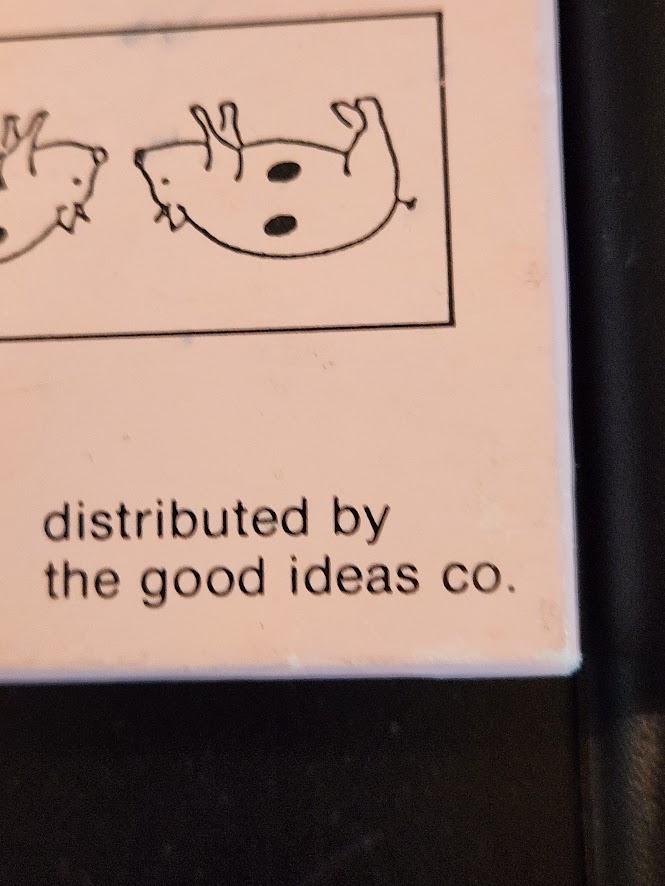 distributed by
the good ideas co.